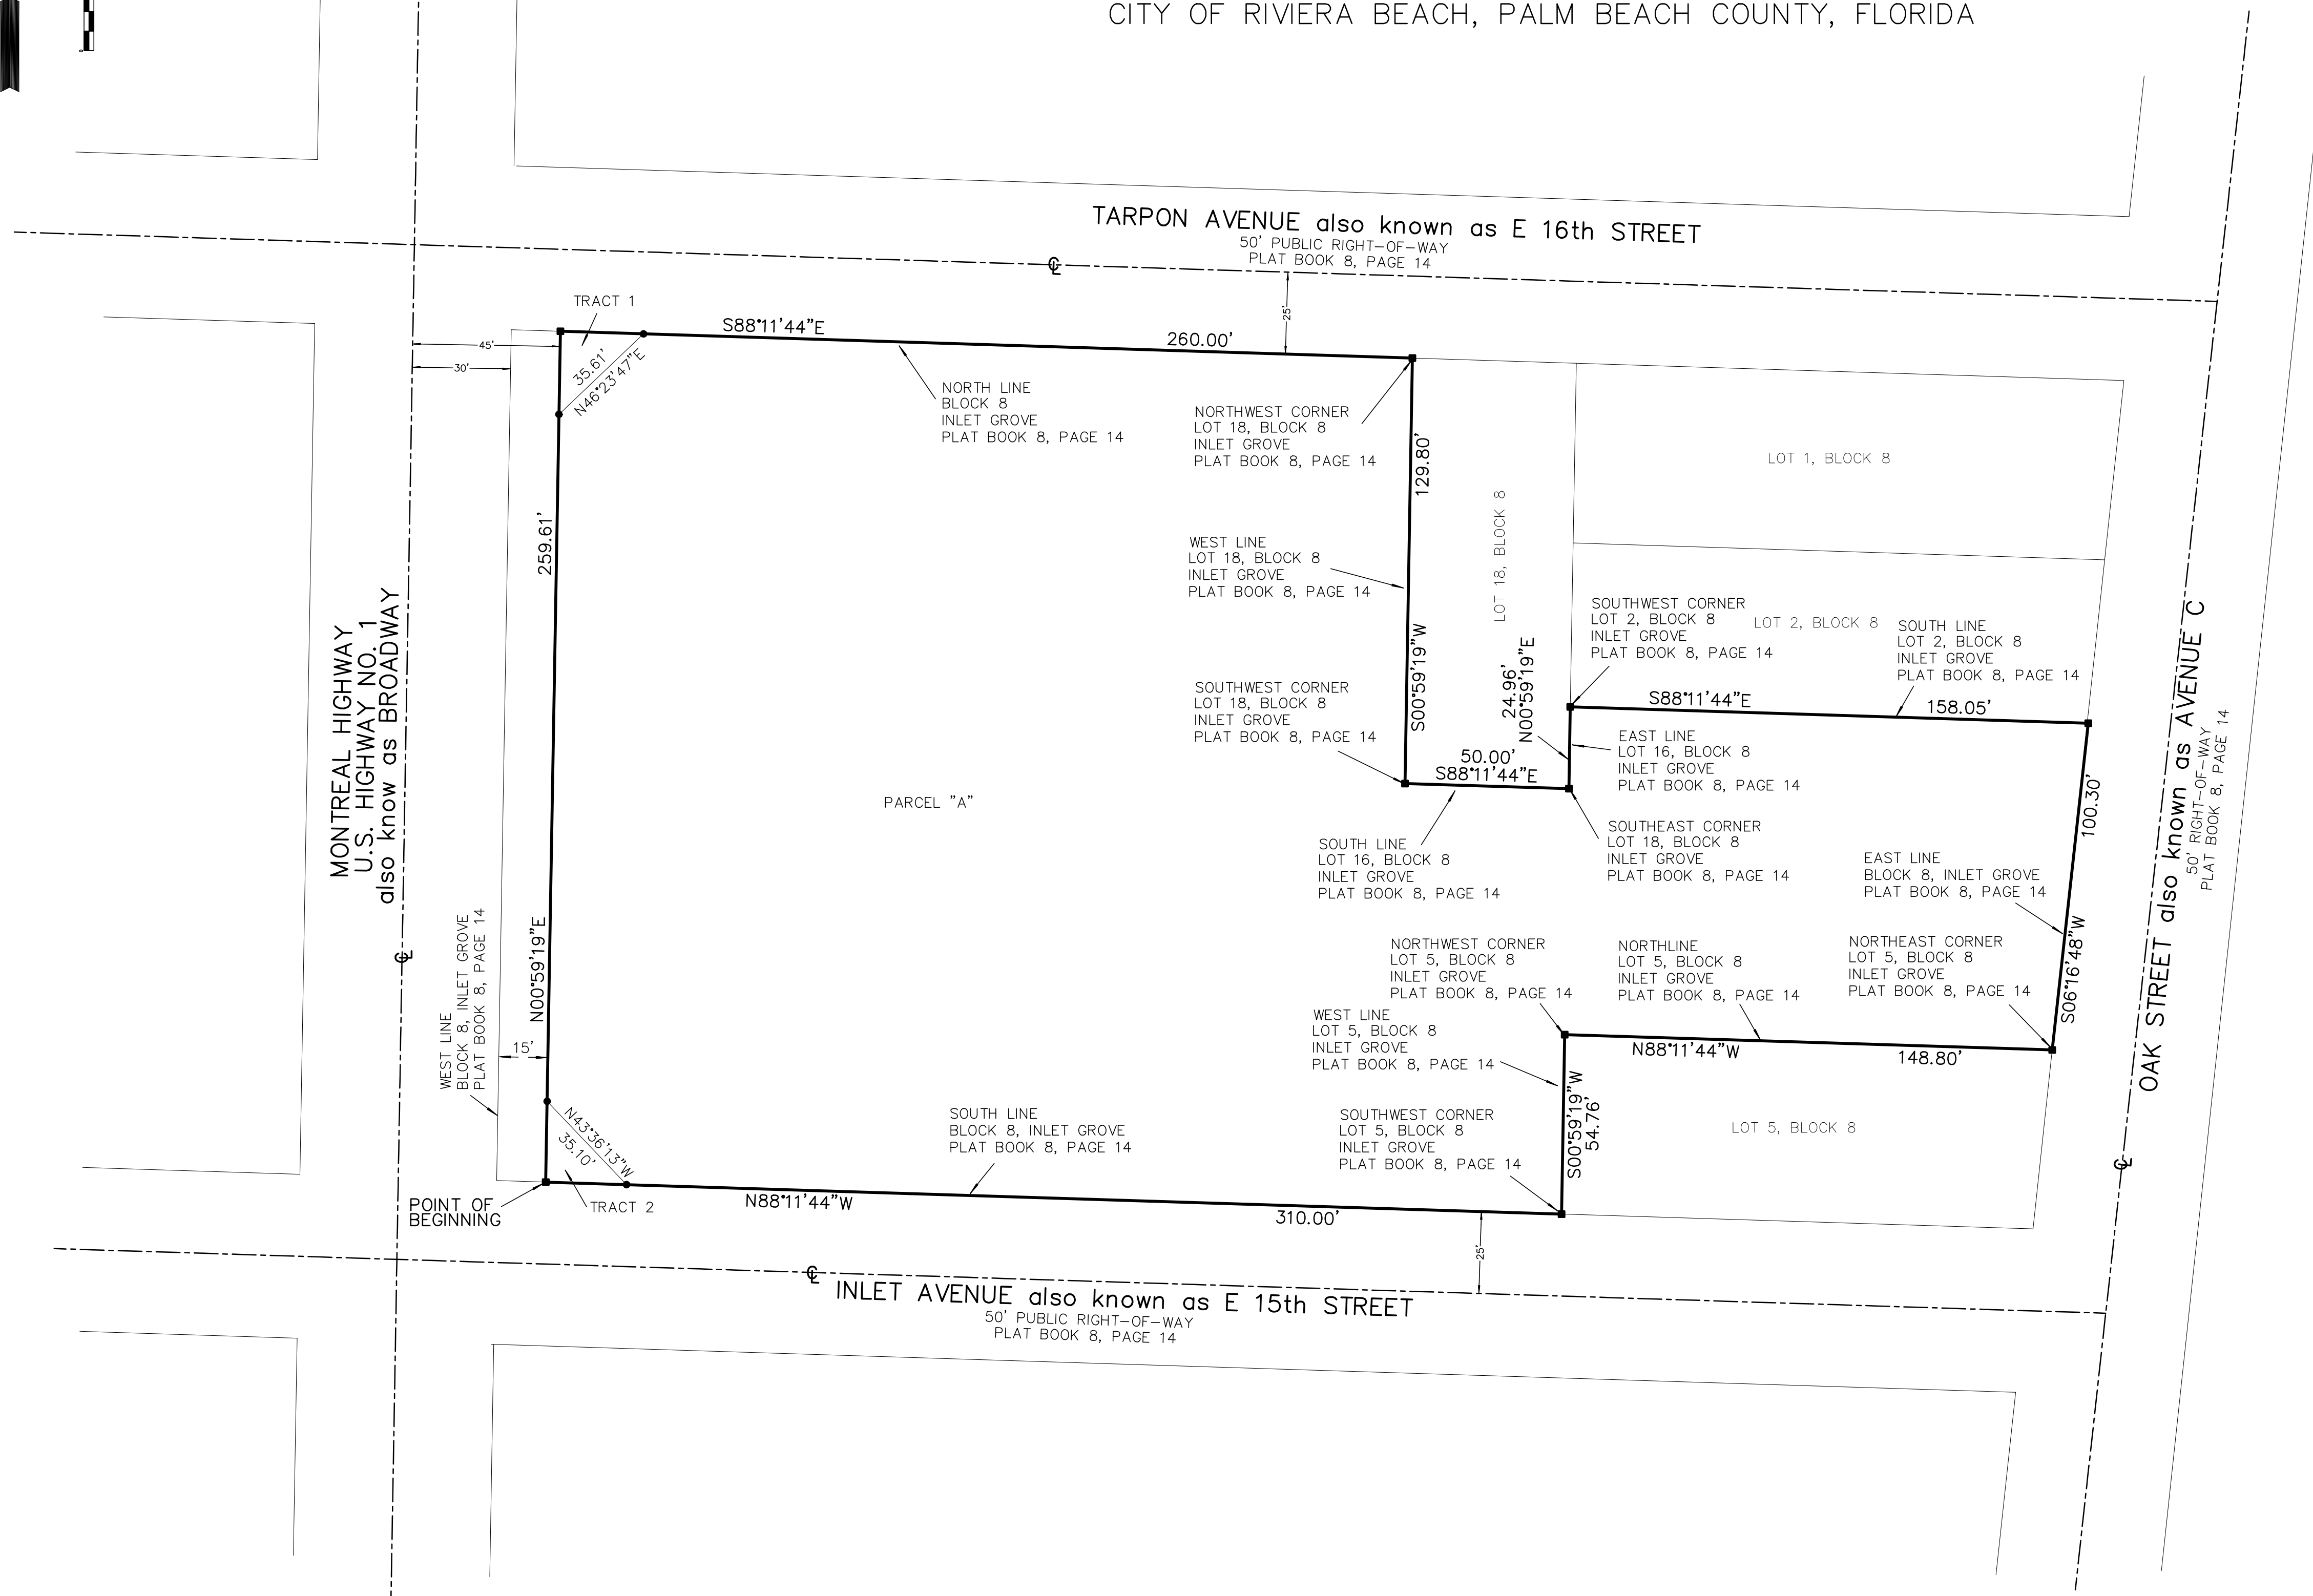 CITY OF RIVIERA BEACH, PALM BEACH COUNTY, FLORIDA
0
TARPON AVENUE also known as E 16th STREET
50' PUBLIC RIGHT-OF-WAY
PLAT BOOK 8, PAGE 14
℄
25'
TRACT 1
S88°11'44"E
260.00'
45'
30'
35.61'
N46°23'47"E
NORTH LINE
BLOCK 8
INLET GROVE
PLAT BOOK 8, PAGE 14
NORTHWEST CORNER
LOT 18, BLOCK 8
INLET GROVE
PLAT BOOK 8, PAGE 14
129.80'
LOT 1, BLOCK 8
LOT 18, BLOCK 8
259.61'
WEST LINE
LOT 18, BLOCK 8
INLET GROVE
PLAT BOOK 8, PAGE 14
S00°59'19"W
SOUTHWEST CORNER
LOT 2, BLOCK 8
INLET GROVE
PLAT BOOK 8, PAGE 14
LOT 2, BLOCK 8
SOUTH LINE
LOT 2, BLOCK 8
INLET GROVE
PLAT BOOK 8, PAGE 14
MONTREAL HIGHWAY
U.S. HIGHWAY NO. 1
also know as BROADWAY
24.96'
N00°59'19"E
SOUTHWEST CORNER
LOT 18, BLOCK 8
INLET GROVE
PLAT BOOK 8, PAGE 14
S88°11'44"E
158.05'
EAST LINE
LOT 16, BLOCK 8
INLET GROVE
PLAT BOOK 8, PAGE 14
50.00'
S88°11'44"E
OAK STREET also known as AVENUE C
50' RIGHT-OF-WAY
PLAT BOOK 8, PAGE 14
PARCEL "A"
100.30'
SOUTH LINE
LOT 16, BLOCK 8
INLET GROVE
PLAT BOOK 8, PAGE 14
SOUTHEAST CORNER
LOT 18, BLOCK 8
INLET GROVE
PLAT BOOK 8, PAGE 14
EAST LINE
BLOCK 8, INLET GROVE
PLAT BOOK 8, PAGE 14
S06°16'48"W
℄
WEST LINE
BLOCK 8, INLET GROVE
PLAT BOOK 8, PAGE 14
N00°59'19"E
15'
NORTHWEST CORNER
LOT 5, BLOCK 8
INLET GROVE
PLAT BOOK 8, PAGE 14
NORTHLINE
LOT 5, BLOCK 8
INLET GROVE
PLAT BOOK 8, PAGE 14
NORTHEAST CORNER
LOT 5, BLOCK 8
INLET GROVE
PLAT BOOK 8, PAGE 14
WEST LINE
LOT 5, BLOCK 8
INLET GROVE
PLAT BOOK 8, PAGE 14
N88°11'44"W
148.80'
S00°59'19"W
54.76'
N43°36'13"W
35.10'
SOUTH LINE
BLOCK 8, INLET GROVE
PLAT BOOK 8, PAGE 14
SOUTHWEST CORNER
LOT 5, BLOCK 8
INLET GROVE
PLAT BOOK 8, PAGE 14
LOT 5, BLOCK 8
℄
POINT OF
BEGINNING
TRACT 2
N88°11'44"W
310.00'
25'
℄
INLET AVENUE also known as E 15th STREET
50' PUBLIC RIGHT-OF-WAY
PLAT BOOK 8, PAGE 14